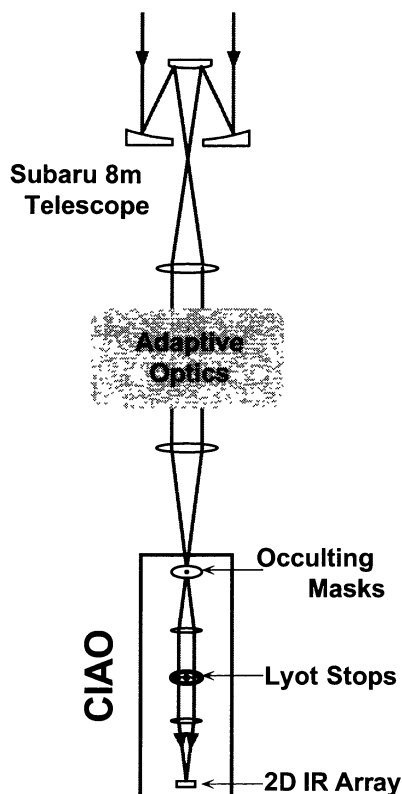 Subaru 8m
Telescope
Adaptive
Optics
Occulting
Masks
CIAO
Lyot Stops
2D IR Array